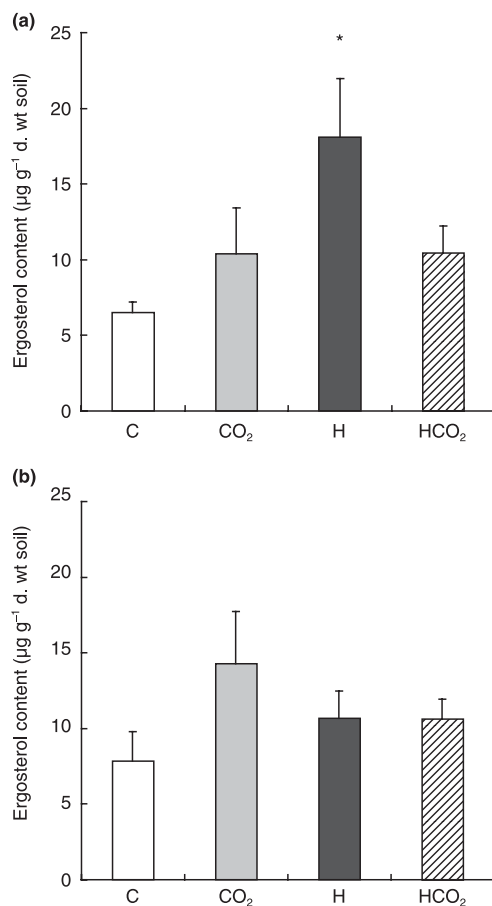 (a)
Ergosterol content (µg g⁻¹ d. wt soil)
25
20
15
10
5
0
*
C CO₂ H HCO₂
(b)
Ergosterol content (µg g⁻¹ d. wt soil)
25
20
15
10
5
0
C CO₂ H HCO₂